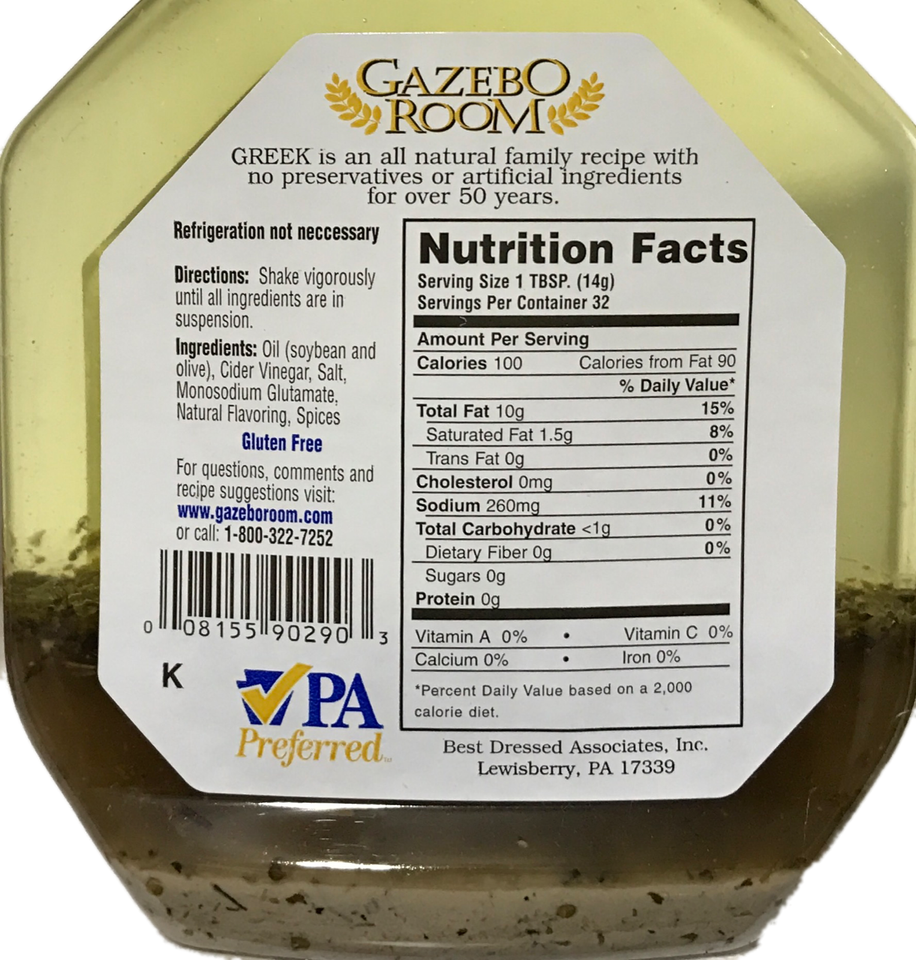 GAZEBO
ROOM
GREEK is an all natural family recipe with
no preservatives or artificial ingredients
for over 50 years.
Refrigeration not neccessary
Directions: Shake vigorously
until all ingredients are in
suspension.
Ingredients: Oil (soybean and
olive), Cider Vinegar, Salt,
Monosodium Glutamate,
Natural Flavoring, Spices
Gluten Free
For questions, comments and
recipe suggestions visit:
www.gazeboroom.com
or call: 1-800-322-7252
0 08155 90290 3
K
PA
Preferred™
Nutrition Facts
Serving Size 1 TBSP. (14g)
Servings Per Container 32
Amount Per Serving
Calories 100 Calories from Fat 90
% Daily Value*
Total Fat 10g 15%
Saturated Fat 1.5g 8%
Trans Fat 0g 0%
Cholesterol 0mg 0%
Sodium 260mg 11%
Total Carbohydrate <1g 0%
Dietary Fiber 0g 0%
Sugars 0g
Protein 0g
Vitamin A 0% • Vitamin C 0%
Calcium 0% • Iron 0%
*Percent Daily Value based on a 2,000
calorie diet.
Best Dressed Associates, Inc.
Lewisberry, PA 17339